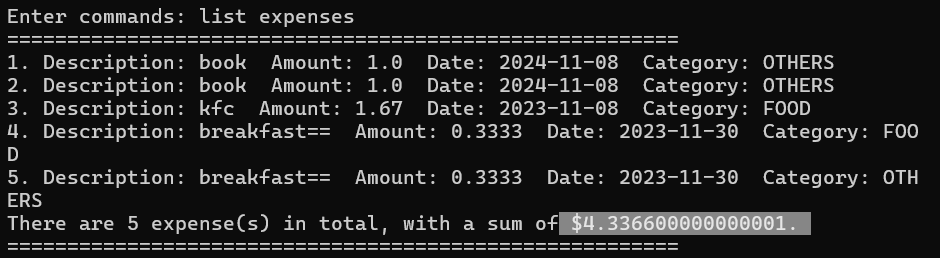 Enter commands: list expenses
========================================================
1. Description: book  Amount: 1.0  Date: 2024-11-08  Category: OTHERS
2. Description: book  Amount: 1.0  Date: 2024-11-08  Category: OTHERS
3. Description: kfc  Amount: 1.67  Date: 2023-11-08  Category: FOOD
4. Description: breakfast==  Amount: 0.3333  Date: 2023-11-30  Category: FOO
D
5. Description: breakfast==  Amount: 0.3333  Date: 2023-11-30  Category: OTH
ERS
There are 5 expense(s) in total, with a sum of $4.336600000000001.
========================================================